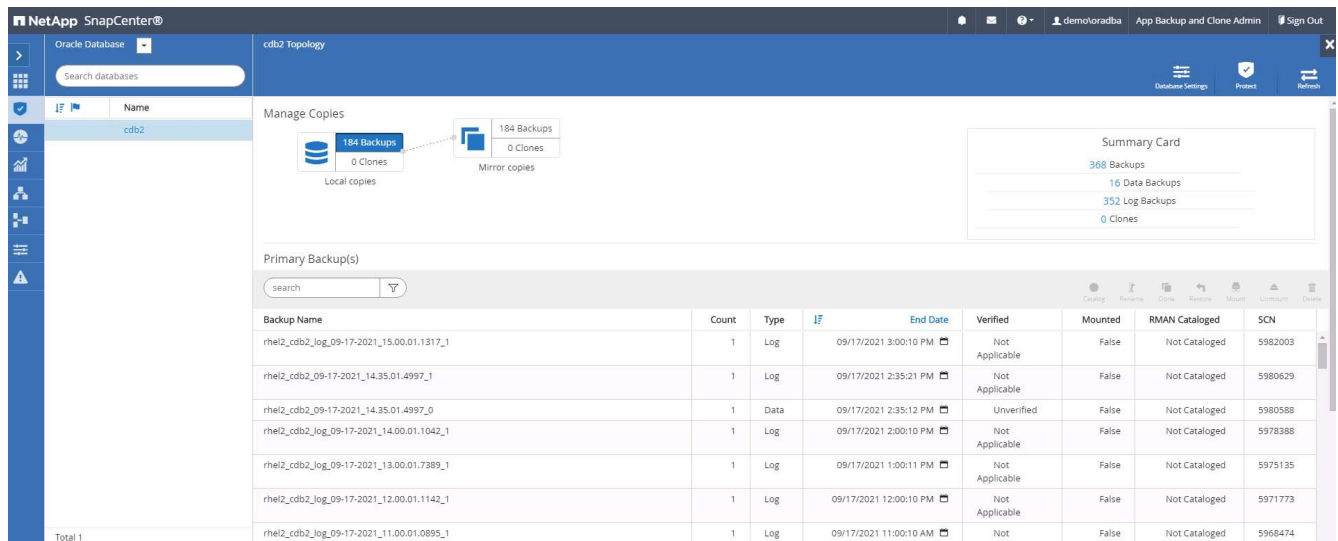 NetApp SnapCenter®
demo\oradba App Backup and Clone Admin Sign Out
Oracle Database
cdb2 Topology
Search databases
Database Settings Protect Refresh
Name
cdb2
Manage Copies
184 Backups
0 Clones
Local copies
184 Backups
0 Clones
Mirror copies
Summary Card
368 Backups
16 Data Backups
352 Log Backups
0 Clones
Primary Backup(s)
search
Catalog Rename Clone Restore Mount Unmount Delete
Backup Name Count Type End Date Verified Mounted RMAN Cataloged SCN
rhel2_cdb2_log_09-17-2021_15.00.01.1317_1 1 Log 09/17/2021 3:00:10 PM Not Applicable False Not Cataloged 5982003
rhel2_cdb2_09-17-2021_14.35.01.4997_1 1 Log 09/17/2021 2:35:21 PM Not Applicable False Not Cataloged 5980629
rhel2_cdb2_09-17-2021_14.35.01.4997_0 1 Data 09/17/2021 2:35:12 PM Unverified False Not Cataloged 5980588
rhel2_cdb2_log_09-17-2021_14.00.01.1042_1 1 Log 09/17/2021 2:00:10 PM Not Applicable False Not Cataloged 5978388
rhel2_cdb2_log_09-17-2021_13.00.01.7389_1 1 Log 09/17/2021 1:00:11 PM Not Applicable False Not Cataloged 5975135
rhel2_cdb2_log_09-17-2021_12.00.01.1142_1 1 Log 09/17/2021 12:00:10 PM Not Applicable False Not Cataloged 5971773
rhel2_cdb2_log_09-17-2021_11.00.01.0895_1 1 Log 09/17/2021 11:00:10 AM Not False Not Cataloged 5968474
Total 1